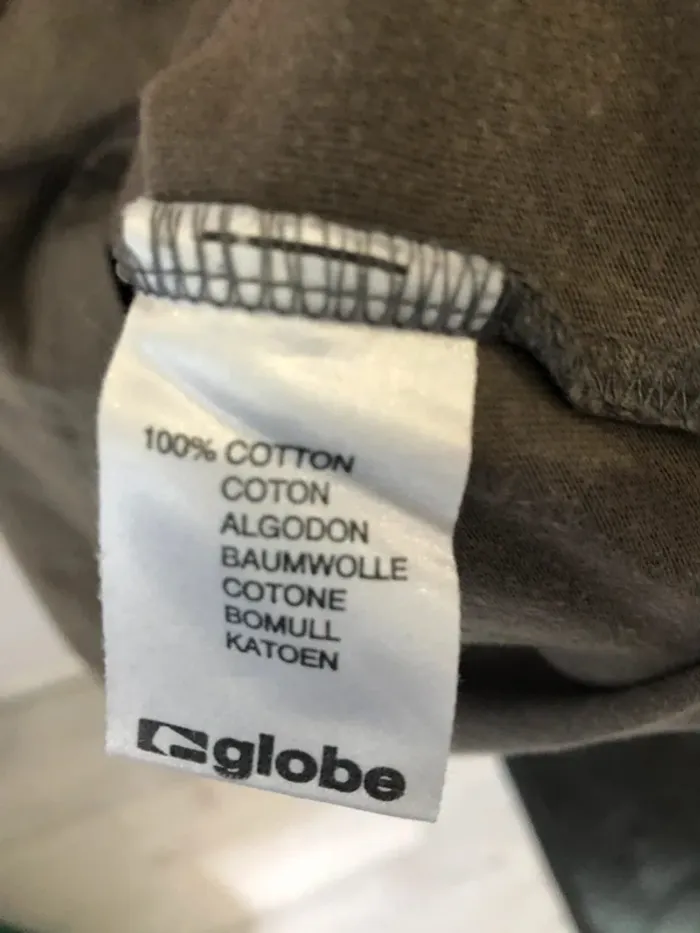 100% COTTON
COTON
ALGODON
BAUMWOLLE
COTONE
BOMULL
KATOEN
globe